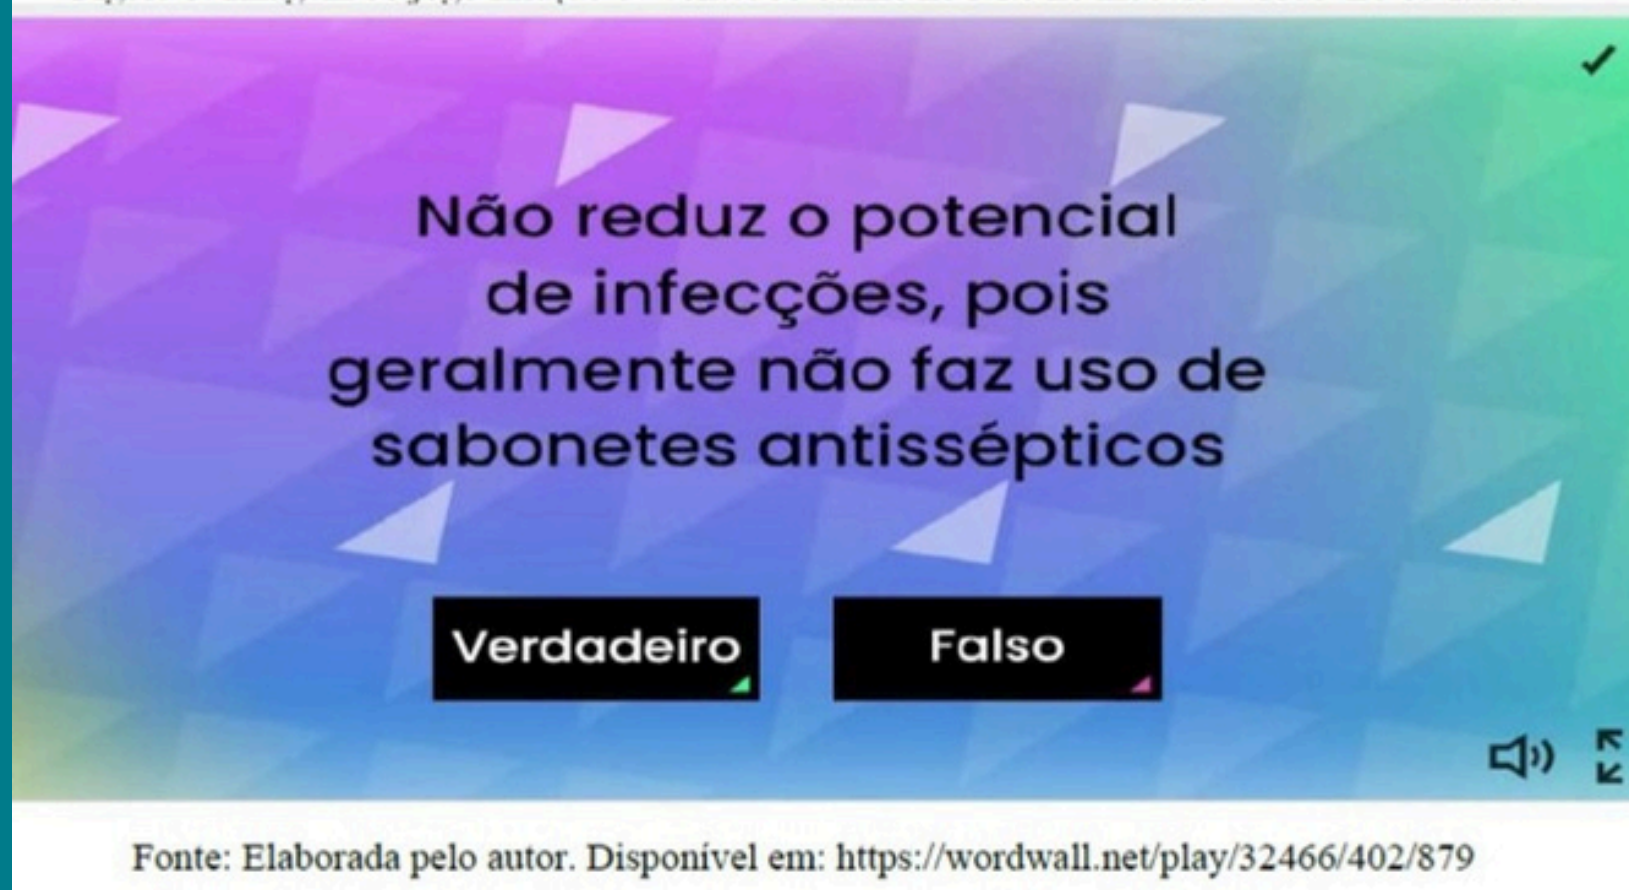 Não reduz o potencial
de infecções, pois
geralmente não faz uso de
sabonetes antissépticos
Verdadeiro
Falso
Fonte: Elaborada pelo autor. Disponível em: https://wordwall.net/play/32466/402/879